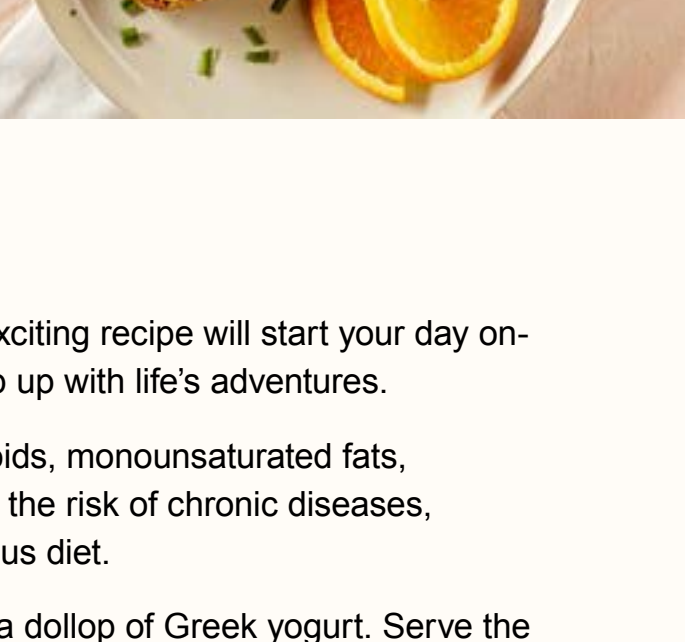 xciting recipe will start your day on-
up with life’s adventures.
oids, monounsaturated fats,
the risk of chronic diseases,
us diet.
a dollop of Greek yogurt. Serve the